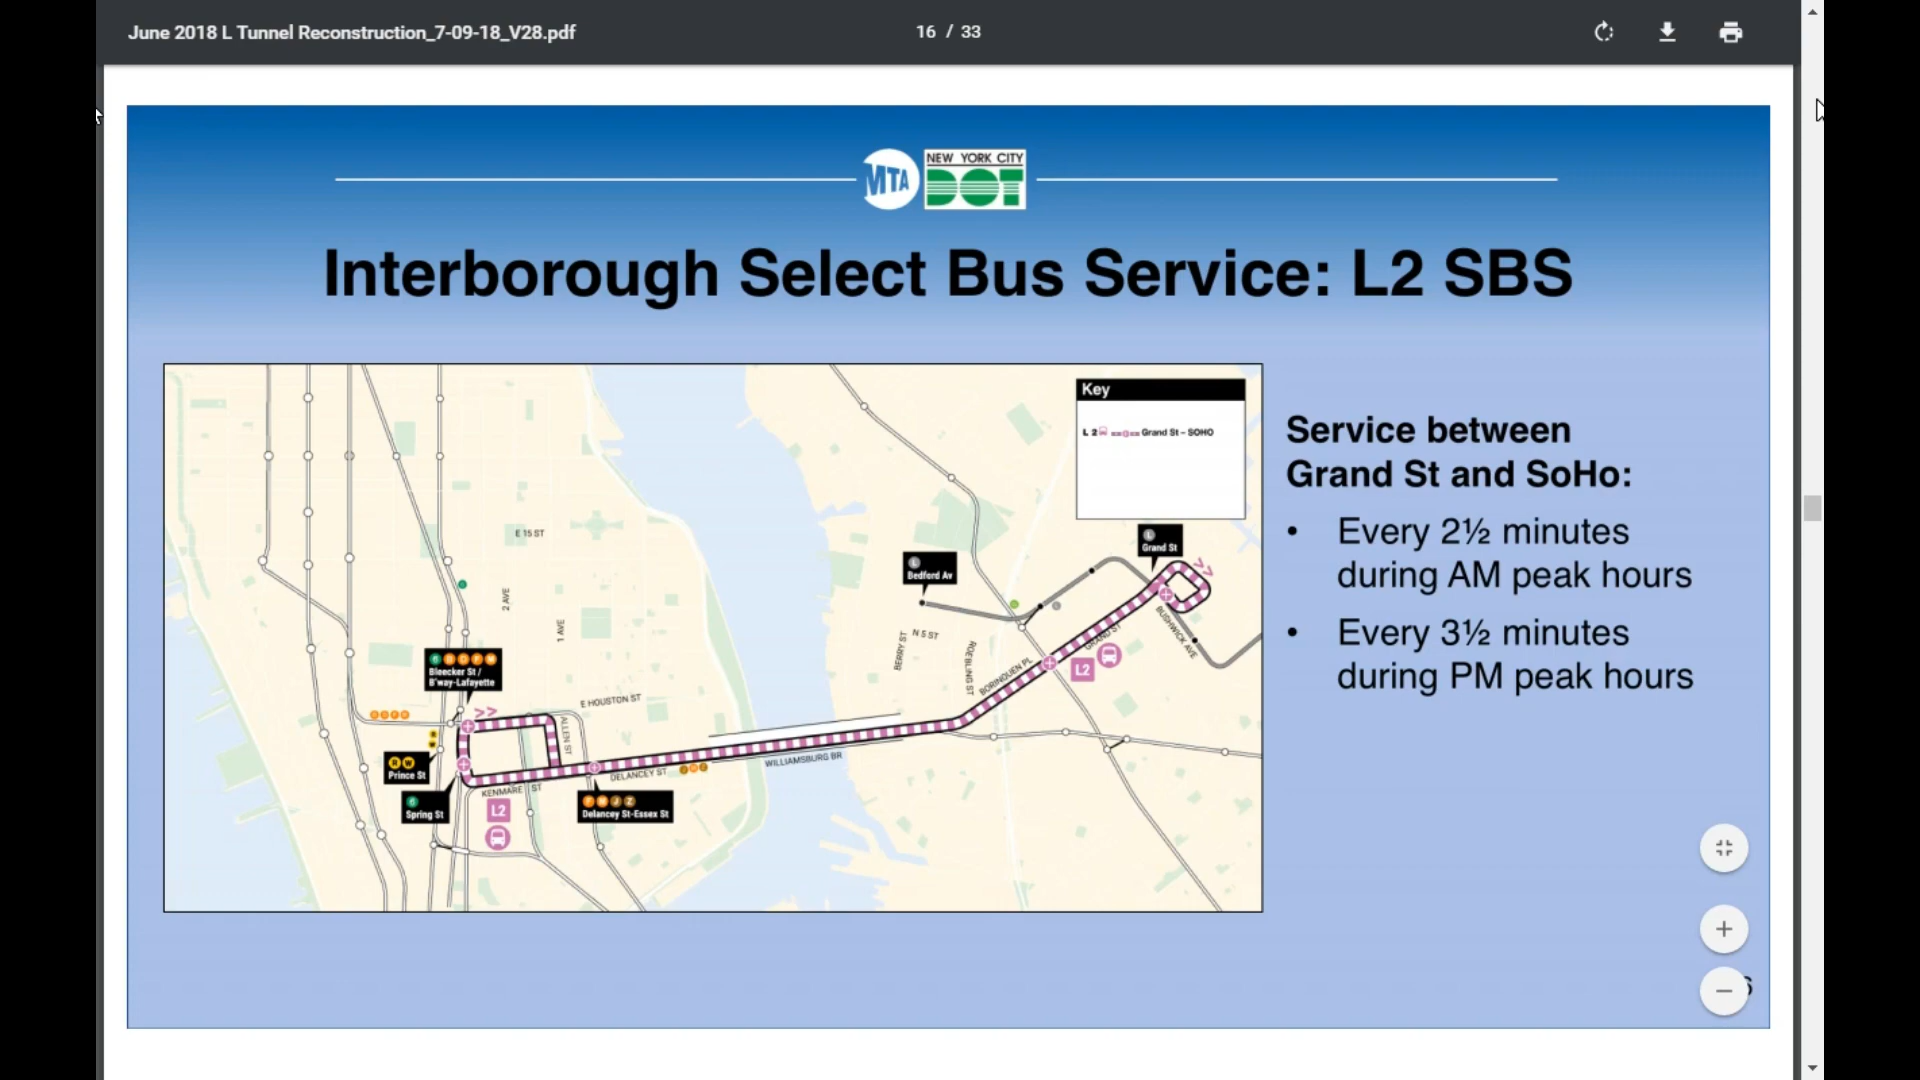 June 2018 L Tunnel Reconstruction_7-09-18_V28.pdf
16 / 33
MTA
NEW YORK CITY
DOT
Interborough Select Bus Service: L2 SBS
Key
L 2 Grand St – SOHO
Service between
Grand St and SoHo:
• Every 2½ minutes
during AM peak hours
• Every 3½ minutes
during PM peak hours
E 15 ST
2 AVE
1 AVE
L
Grand St
L
Bedford Av
N 5 ST
BERRY ST
ROEBLING ST
BORINQUEN PL
GRAND ST
BUSHWICK AVE
L2
6 B D F M
Bleecker St /
B'way-Lafayette
>>
>>
E HOUSTON ST
ALLEN ST
R W
Prince St
6
Spring St
KENMARE ST
DELANCEY ST
WILLIAMSBURG BR
L2
F M J Z
Delancey St-Essex St